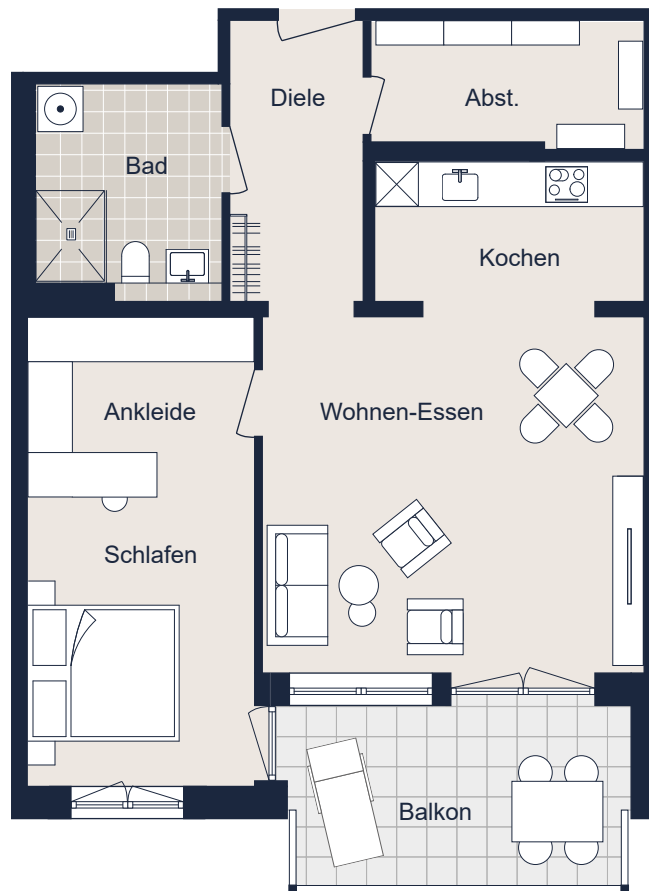 Diele
Abst.
Bad
Kochen
Ankleide
Wohnen-Essen
Schlafen
Balkon